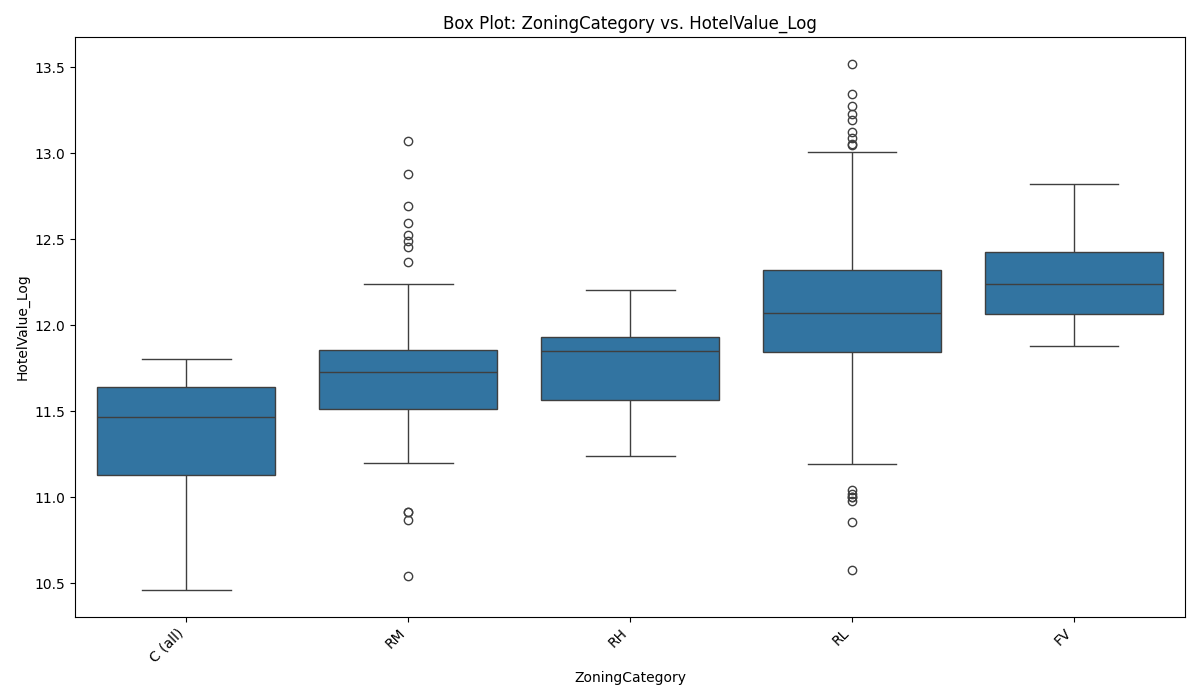 Box Plot: ZoningCategory vs. HotelValue_Log
HotelValue_Log
13.5
13.0
12.5
12.0
11.5
11.0
10.5
C (all)
RM
RH
RL
FV
ZoningCategory